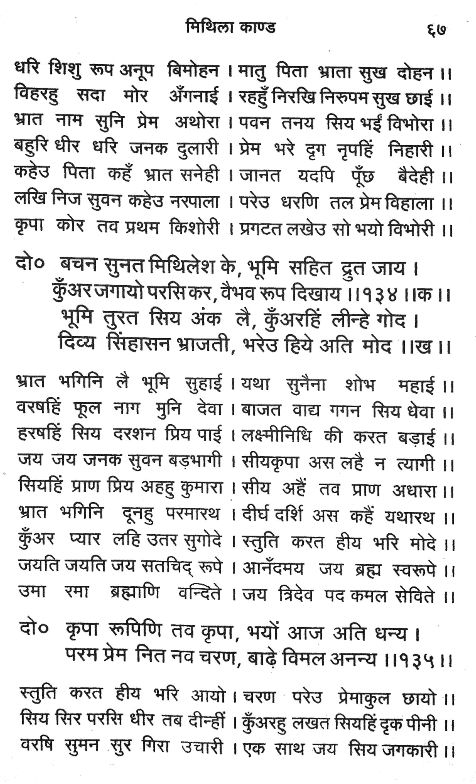 मिथिला काण्ड ६७
धरि शिशु रूप अनूप बिमोहन । मातु पिता भ्राता सुख दोहन ।।
विहरहु सदा मोर अँगनाई । रहहुँ निरखि निरुपम सुख छाई ।।
भ्रात नाम सुनि प्रेम अथोरा । पवन तनय सिय भईं विभोरा ।।
बहुरि धीर धरि जनक दुलारी । प्रेम भरे दृग नृपहिं निहारी ।।
कहेउ पिता कहँ भ्रात सनेही । जानत यदपि पूँछ बैदेही ।।
लखि निज सुवन कहेउ नरपाला । परेउ धरणि तल प्रेम विहाला ।।
कृपा कोर तव प्रथम किशोरी । प्रगटत लखेउ सो भयो विभोरी ।।
दो० बचन सुनत मिथिलेश के, भूमि सहित द्रुत जाय ।
कुँअर जगायो परसि कर, वैभव रूप दिखाय ।।१३४ ।।क ।।
भूमि तुरत सिय अंक लै, कुँअरहिं लीन्हे गोद ।
दिव्य सिंहासन भ्राजती, भरेउ हिये अति मोद ।।ख ।।
भ्रात भगिनि लै भूमि सुहाई । यथा सुनैना शोभ महाई ।।
वरषहिं फूल नाग मुनि देवा । बाजत वाद्य गगन सिय धेवा ।।
हरषहिं सिय दरशन प्रिय पाई । लक्ष्मीनिधि की करत बड़ाई ।।
जय जय जनक सुवन बड़भागी । सीयकृपा अस लहै न त्यागी ।।
सियहिं प्राण प्रिय अहहु कुमारा । सीय अहैं तव प्राण अधारा ।।
भ्रात भगिनि दूनहु परमारथ । दीर्घ दर्शि अस कहैं यथारथ ।।
कुँअर प्यार लहि उतर सुगोदे । स्तुति करत हीय भरि मोदे ।।
जयति जयति जय सतचिद् रूपे । आनँदमय जय ब्रह्म स्वरूपे ।।
उमा रमा ब्रह्माणि वन्दिते । जय त्रिदेव पद कमल सेविते ।।
दो० कृपा रूपिणि तव कृपा, भयों आज अति धन्य ।
परम प्रेम नित नव चरण, बाढ़े विमल अनन्य ।।१३५ ।।
स्तुति करत हीय भरि आयो । चरण परेउ प्रेमाकुल छायो ।।
सिय सिर परसि धीर तब दीन्हीं । कुँअरहु लखत सियहिं दृक पीनी ।।
वरषि सुमन सुर गिरा उचारी । एक साथ जय सिय जगकारी ।।